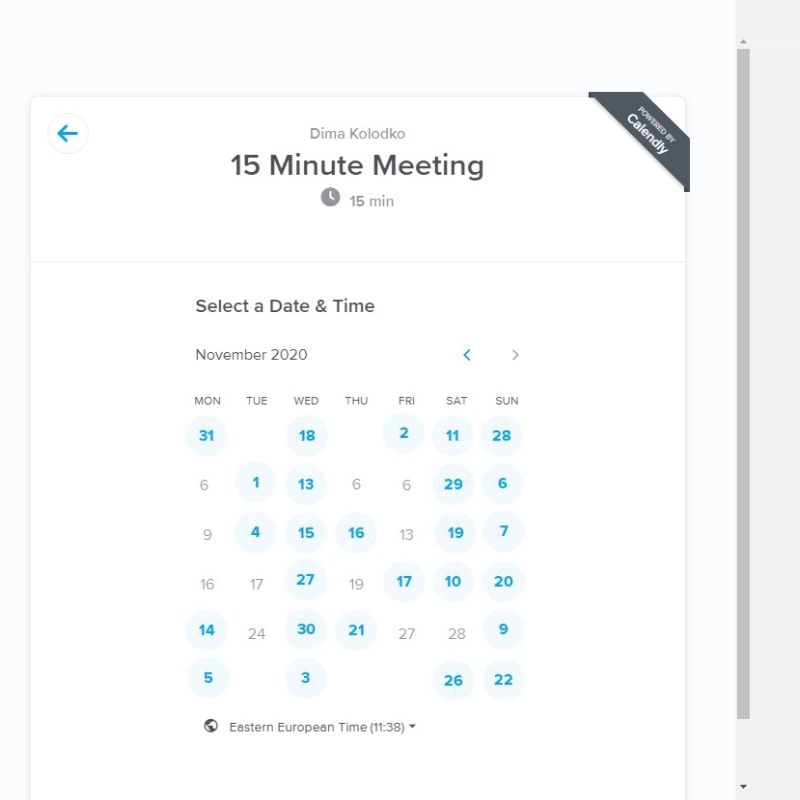 POWERED BY
Calendly
Dima Kolodko
15 Minute Meeting
15 min
Select a Date & Time
November 2020
MON TUE WED THU FRI SAT SUN
31 18 2 11 28
6 1 13 6 6 29 6
9 4 15 16 13 19 7
16 17 27 19 17 10 20
14 24 30 21 27 28 9
5 3 26 22
Eastern European Time (11:38)